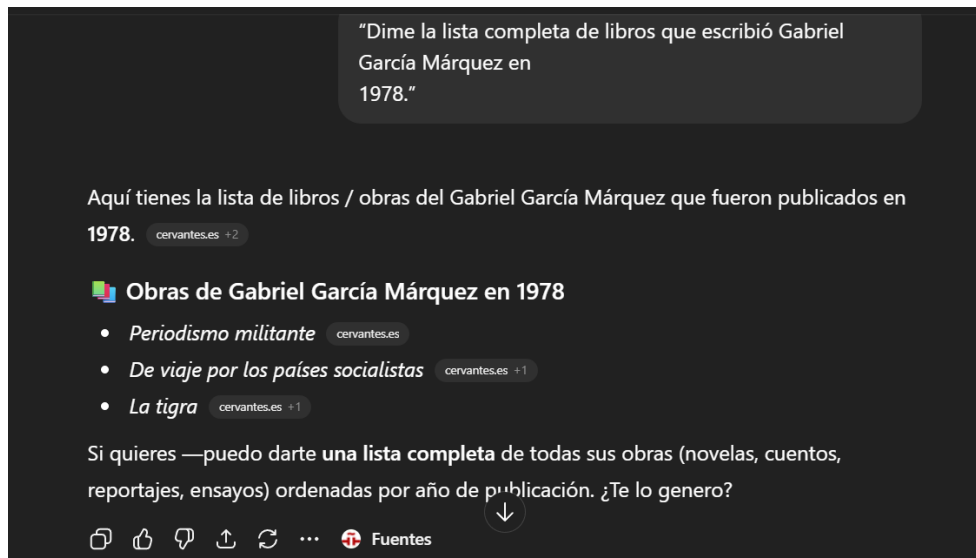 “Dime la lista completa de libros que escribió Gabriel
García Márquez en
1978.“
Aquí tienes la lista de libros / obras del Gabriel García Márquez que fueron publicados en
1978. cervantes.es +2
Obras de Gabriel García Márquez en 1978
Periodismo militante cervantes.es
De viaje por los países socialistas cervantes.es +1
La tigra cervantes.es +1
Si quieres —puedo darte una lista completa de todas sus obras (novelas, cuentos,
reportajes, ensayos) ordenadas por año de publicación. ¿Te lo genero?
Fuentes